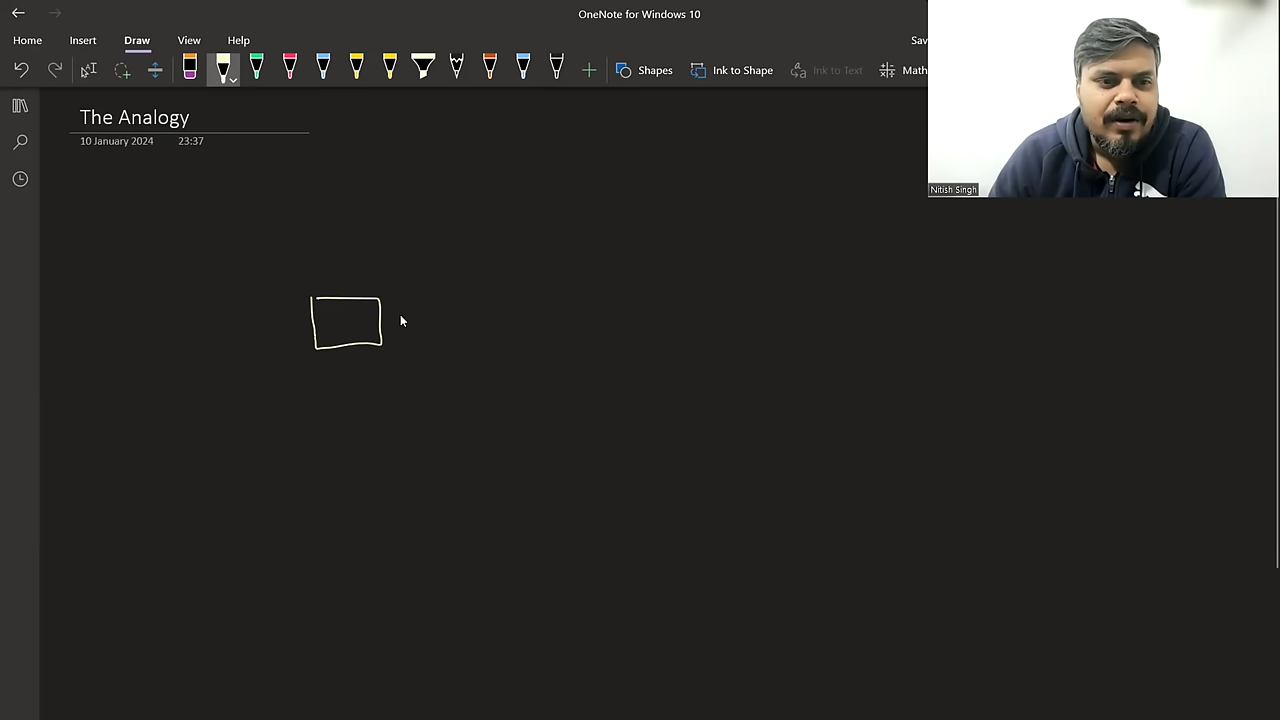 OneNote for Windows 10
Home Insert Draw View Help Sav
Shapes Ink to Shape Ink to Text Math
The Analogy
10 January 2024 23:37
Nitish Singh